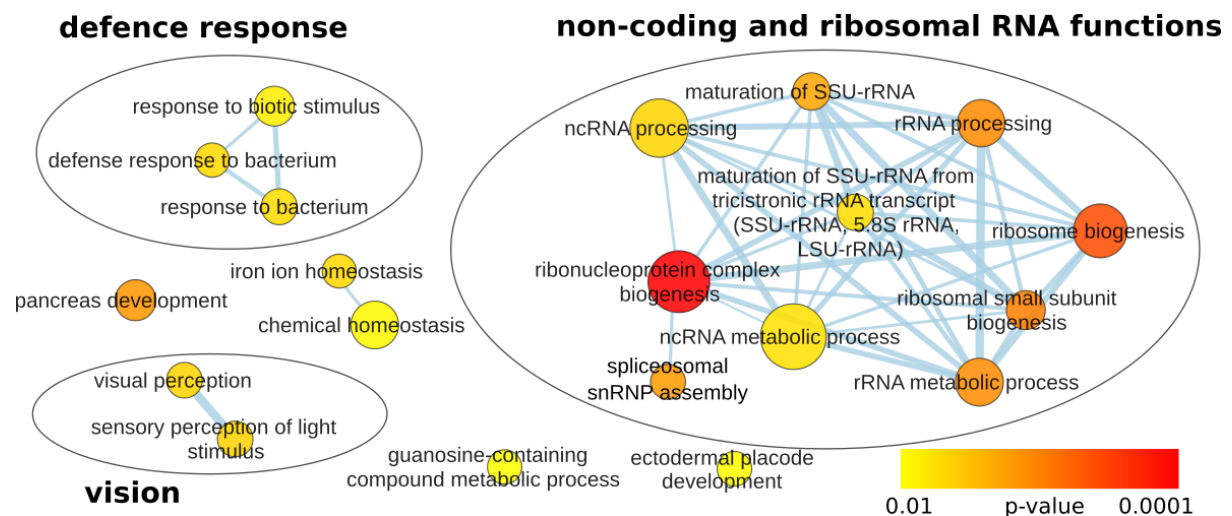 defence response
response to biotic stimulus
defense response to bacterium
response to bacterium
iron ion homeostasis
pancreas development
chemical homeostasis
visual perception
sensory perception of light
stimulus
vision
guanosine-containing
compound metabolic process
ectodermal placode
development
non-coding and ribosomal RNA functions
maturation of SSU-rRNA
ncRNA processing
rRNA processing
maturation of SSU-rRNA from
tricistronic rRNA transcript
(SSU-rRNA, 5.8S rRNA,
LSU-rRNA)
ribosome biogenesis
ribonucleoprotein complex
biogenesis
ribosomal small subunit
biogenesis
ncRNA metabolic process
spliceosomal
snRNP assembly
rRNA metabolic process
0.01 p-value 0.0001